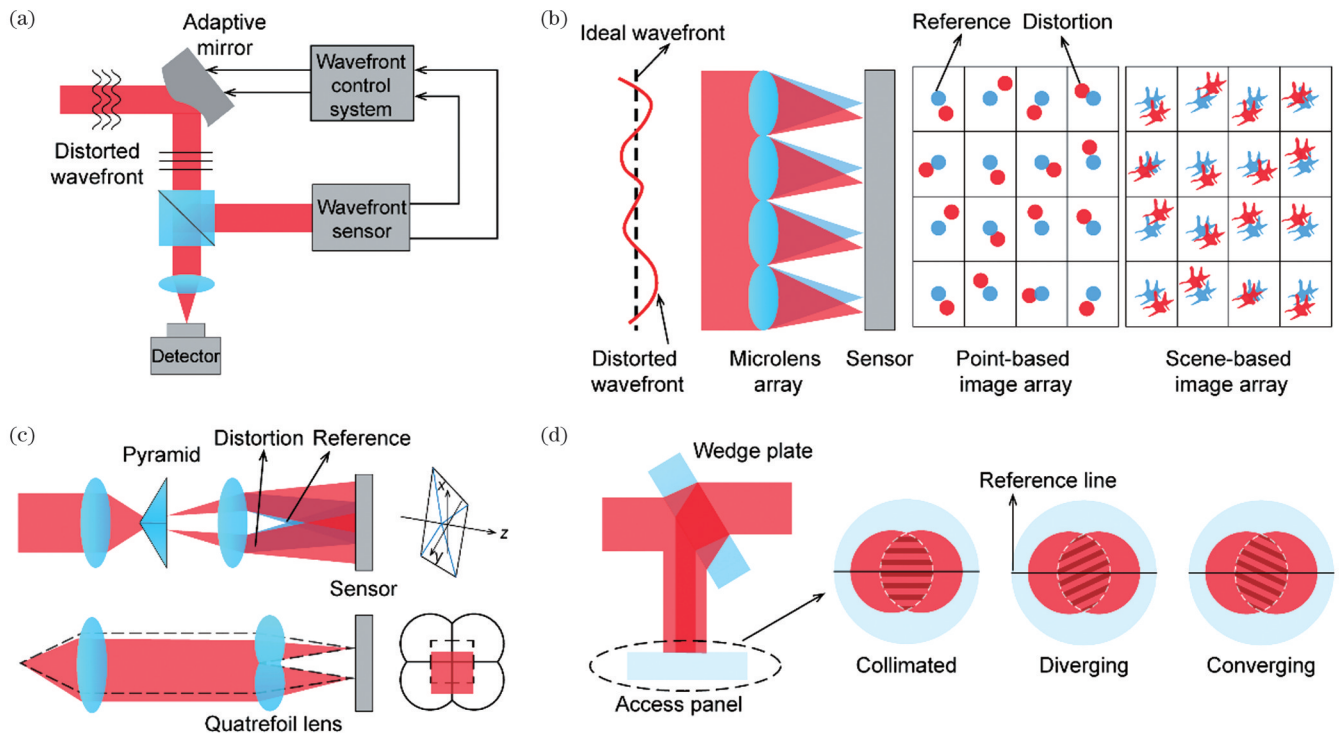 (a)
Adaptive
mirror
Wavefront
control
system
Distorted
wavefront
Wavefront
sensor
Detector
(b)
Ideal wavefront
Reference
Distortion
Distorted
wavefront
Microlens
array
Sensor
Point-based
image array
Scene-based
image array
(c)
Pyramid
Distortion
Reference
x
y
z
Sensor
Quatrefoil lens
(d)
Wedge plate
Reference line
Access panel
Collimated
Diverging
Converging